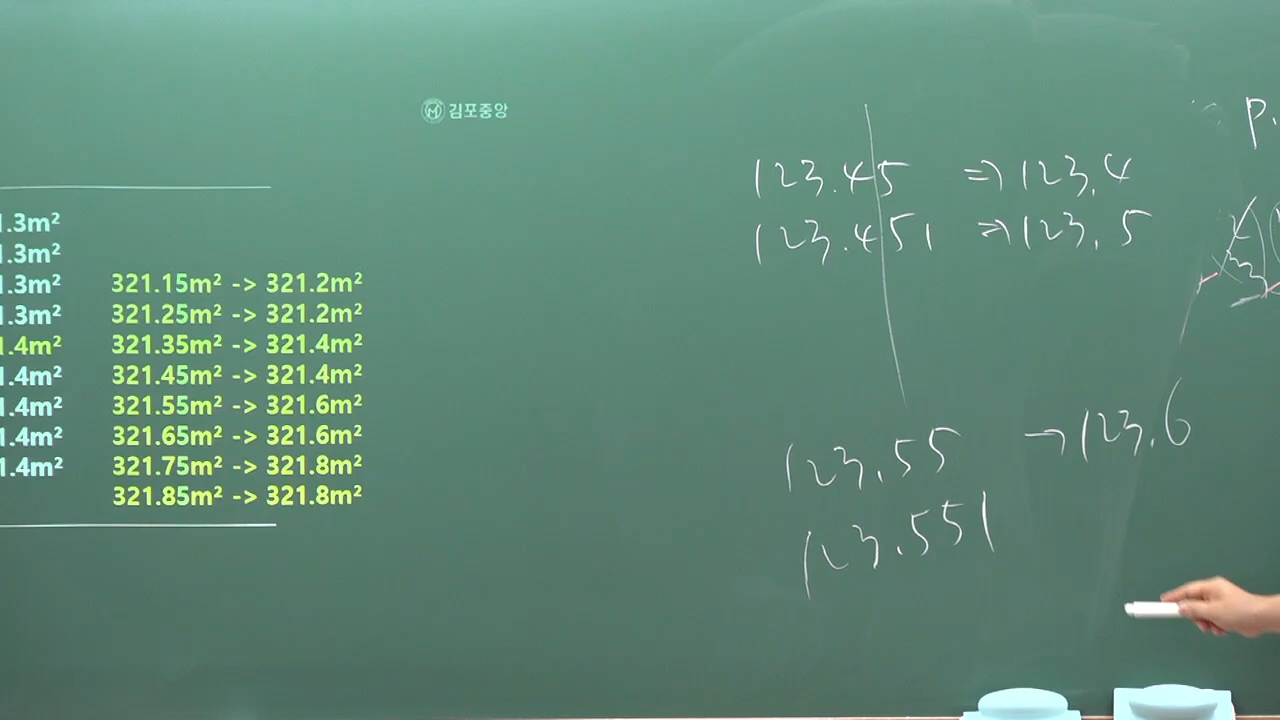 김포중앙
1.3m²
1.3m²
1.3m²
1.3m²
1.4m²
1.4m²
1.4m²
1.4m²
1.4m²
321.15m² -> 321.2m²
321.25m² -> 321.2m²
321.35m² -> 321.4m²
321.45m² -> 321.4m²
321.55m² -> 321.6m²
321.65m² -> 321.6m²
321.75m² -> 321.8m²
321.85m² -> 321.8m²
123.45 ⇒ 123.4
123.451 ⇒ 123.5
123.55 → 123.6
123.551
P.